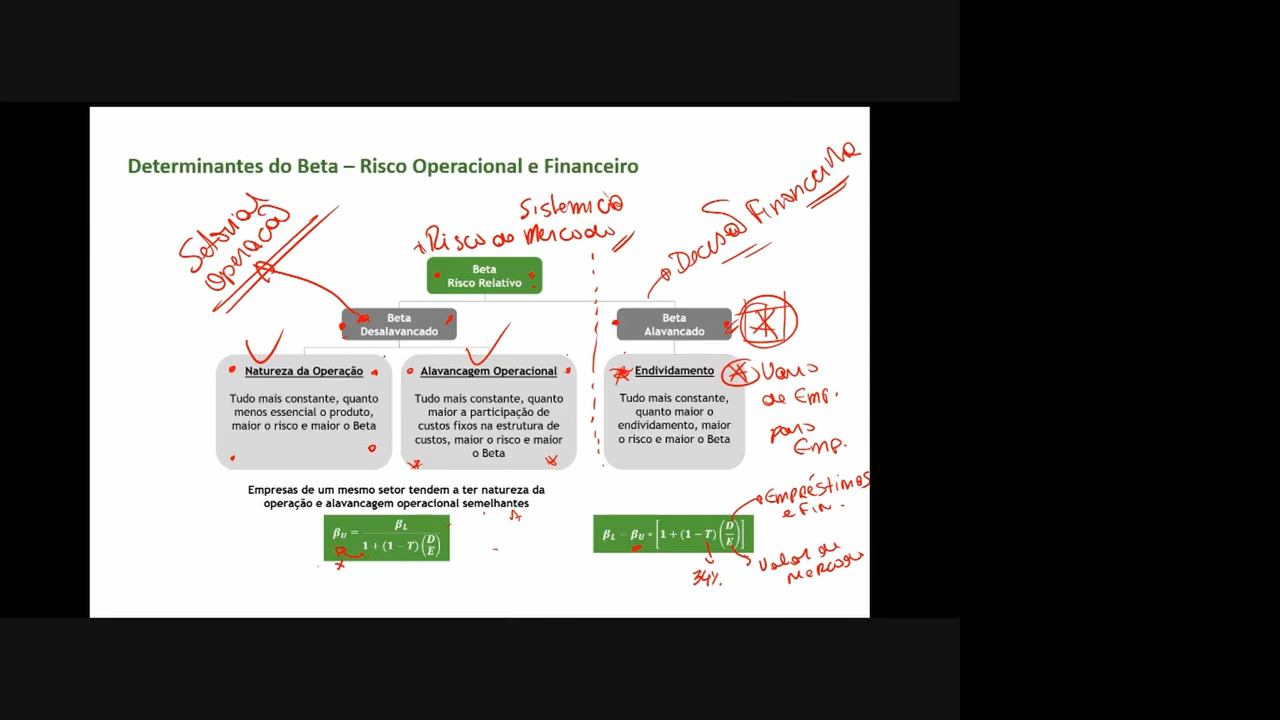 Determinantes do Beta – Risco Operacional e Financeiro
Setorial
Operacao
Sistemico
Risco de Mercado
Decisão Financeira
Beta
Risco Relativo
Beta
Desalavancado
Beta
Alavancado
Natureza da Operação
Tudo mais constante, quanto
menos essencial o produto,
maior o risco e maior o Beta
Alavancagem Operacional
Tudo mais constante, quanto
maior a participação de
custos fixos na estrutura de
custos, maior o risco e maior
o Beta
Endividamento
Tudo mais constante,
quanto maior o
endividamento, maior
o risco e maior o Beta
de Emp.
para
Emp.
Empresas de um mesmo setor tendem a ter natureza da
operação e alavancagem operacional semelhantes
βU = βL / 1 + (1 − T)(D/E)
βL = βU * [1 + (1 − T)(D/E)]
Empréstimos
e Fin.
34%
Valor de
Mercado